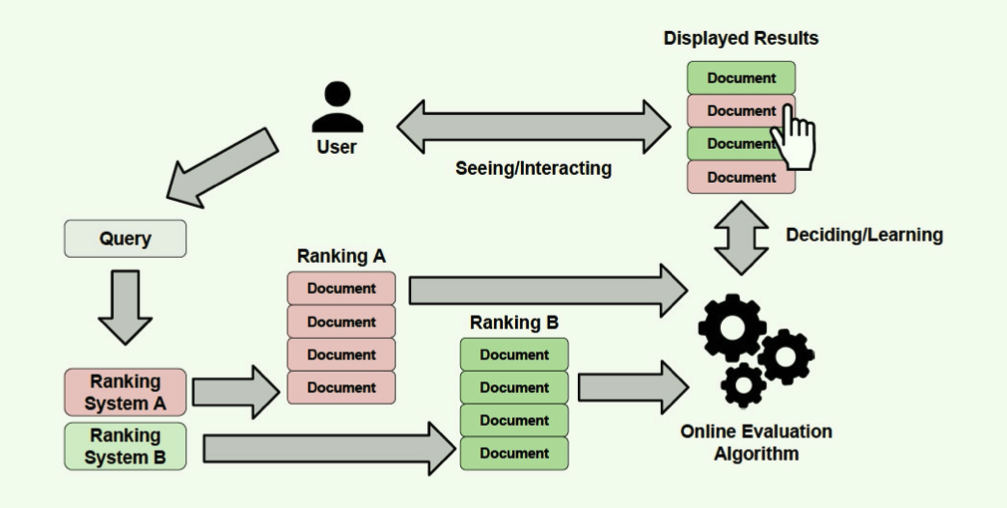 Displayed Results
Document
Document
Document
Document
User
Seeing/Interacting
Deciding/Learning
Query
Ranking A
Document
Document
Document
Document
Ranking B
Document
Document
Document
Document
Ranking
System A
Ranking
System B
Online Evaluation
Algorithm